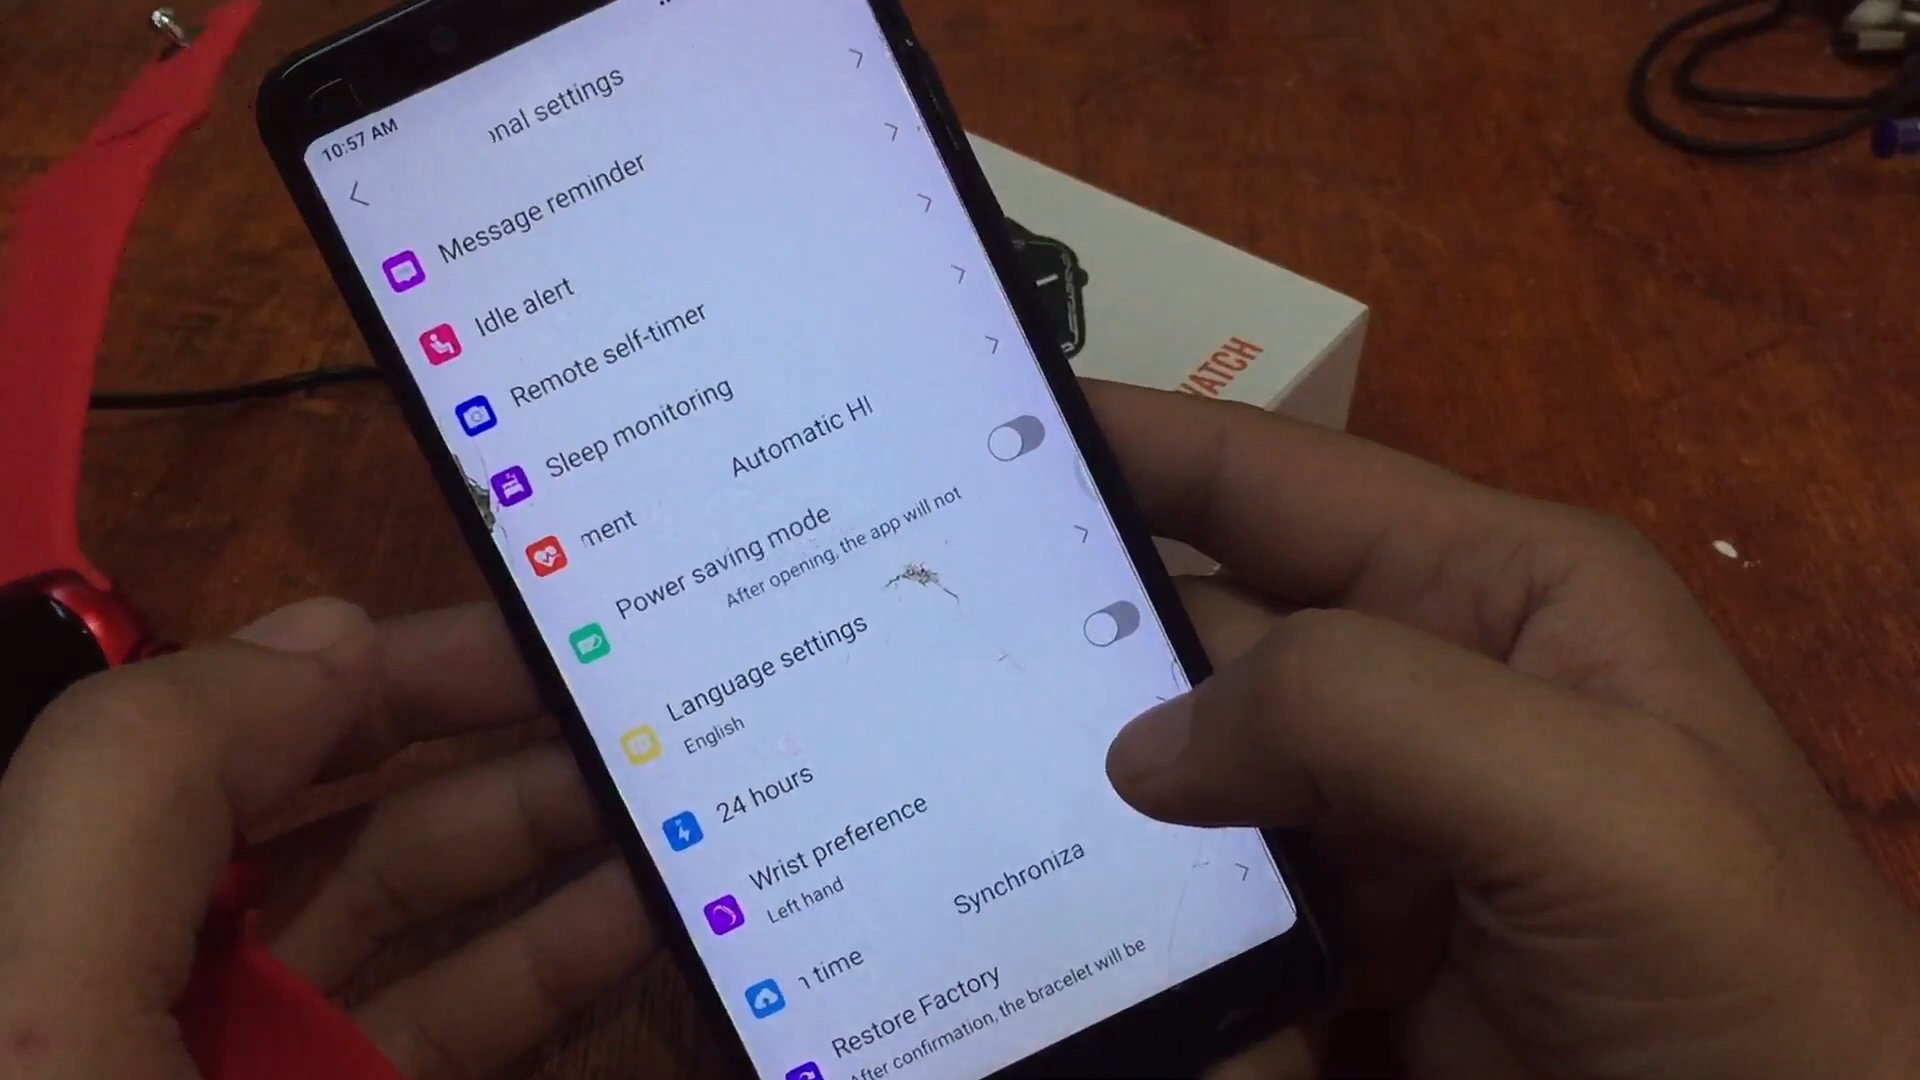 10:57 AM
nal settings
Message reminder
Idle alert
Remote self-timer
Sleep monitoring
Automatic HI
ment
Power saving mode
After opening, the app will not
Language settings
English
24 hours
Wrist preference
Left hand
Synchroniza
time
Restore Factory
After confirmation, the bracelet will be
WATCH